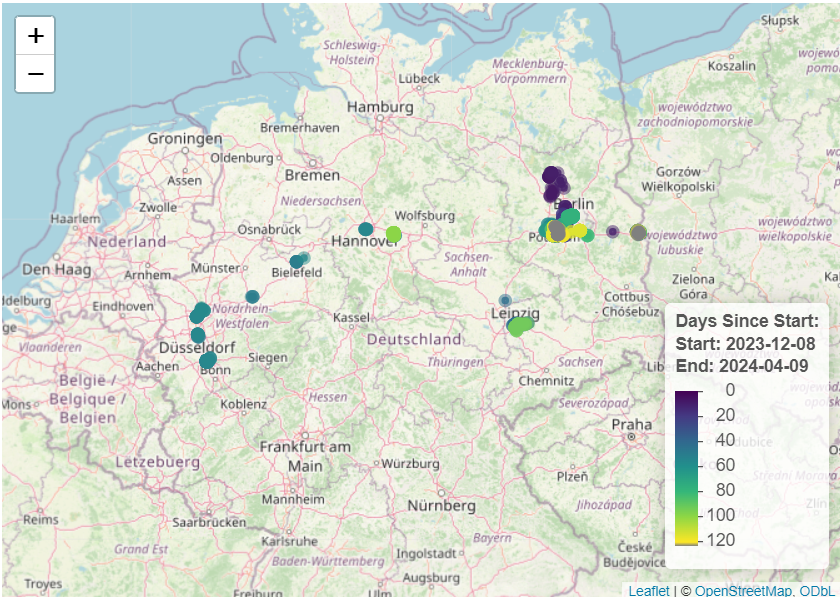 +
−
Schleswig-
Holstein
Lübeck
Mecklenburg-
Vorpommern
Słupsk
Koszalin
Hamburg
województwo
zachodniopomorskie
Bremerhaven
Groningen
Oldenburg
Assen
Bremen
Gorzów
Wielkopolski
Zwolle
Niedersachsen
Berlin
Haarlem
Wolfsburg
Osnabrück
Nederland
Hannover
województwo
lubuskie
województwo
wielkopolskie
Den Haag
Arnhem
Münster
Bielefeld
Sachsen-
Anhalt
Zielona
Góra
Eindhoven
Nordrhein-
Westfalen
Leipzig
Cottbus
- Chóśebuz
Kassel
Deutschland
Vlaanderen
Düsseldorf
Aachen
Bonn
Siegen
Thüringen
Sachsen
Chemnitz
België /
Belgique /
Belgien
Mons
Koblenz
Hessen
Severozápad
Praha
Frankfurt am
Main
Lëtzebuerg
Würzburg
Plzeň
Mannheim
Nürnberg
Jihozápad
Reims
Saarbrücken
Karlsruhe
Bayern
Grand Est
Baden-Württemberg
Ingolstadt
České
Budějovice
Troyes
Augsburg
Freiburg
Ulm
Days Since Start:
Start: 2023-12-08
End: 2024-04-09
0
20
40
60
80
100
120
Leaflet | © OpenStreetMap, ODbL